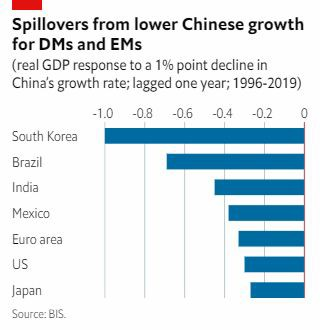 Spillovers from lower Chinese growth
for DMs and EMs
(real GDP response to a 1% point decline in
China's growth rate; lagged one year; 1996-2019)
-1.0 -0.8 -0.6 -0.4 -0.2 0
South Korea
Brazil
India
Mexico
Euro area
US
Japan
Source: BIS.